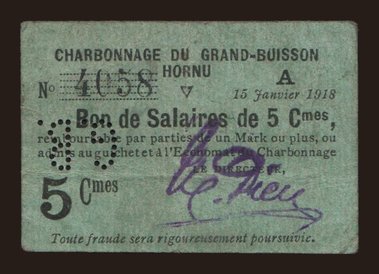 CHARBONNAGE DU GRAND-BUISSON
HORNU
No 4058 A
15 Janvier 1918
Bon de Salaires de 5 Cmes,
remboursable par parties de un Mark ou plus, ou
admis au guichet et à l'Economat de Charbonnage
LE DIRECTEUR,
5 Cmes
Toute fraude sera rigoureusement poursuivie.